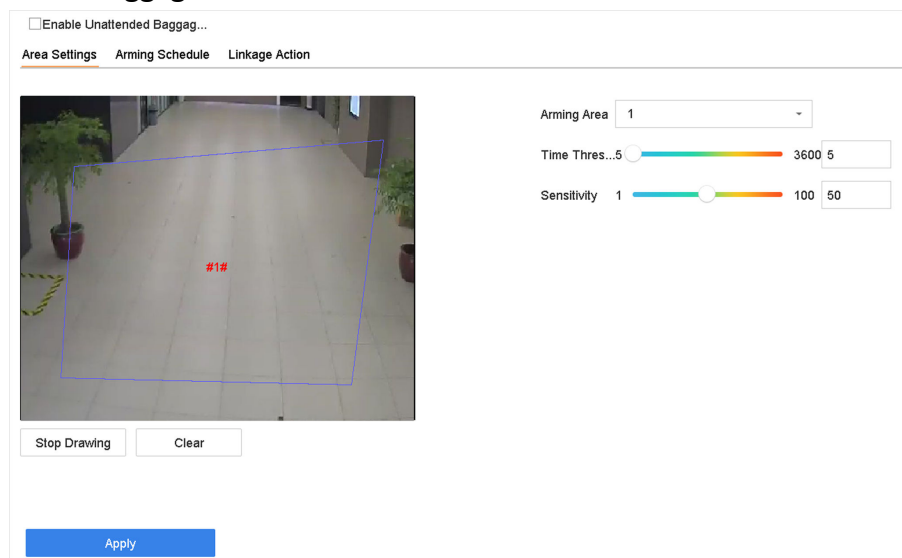 Enable Unattended Baggag...
Area Settings Arming Schedule Linkage Action
Arming Area 1
Time Thres...5 3600 5
Sensitivity 1 100 50
#1#
Stop Drawing Clear
Apply